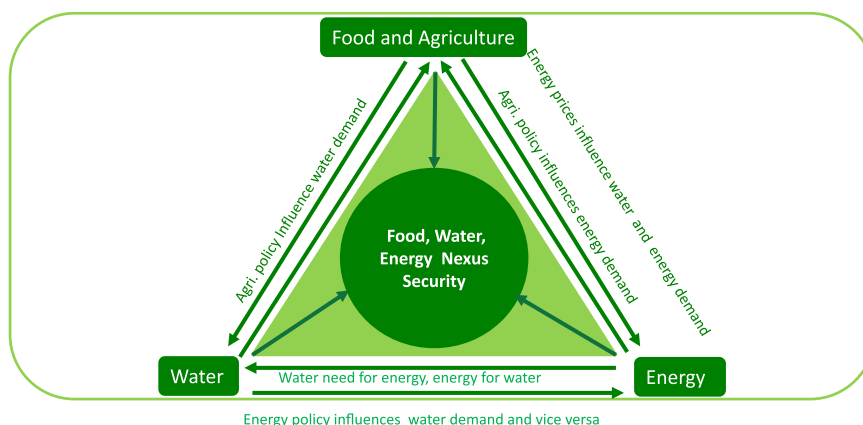 Food and Agriculture
Agri. policy Influence water demand
Agri. policy influences energy demand
Energy prices influence water and energy demand
Food, Water,
Energy Nexus
Security
Water
Energy
Water need for energy, energy for water
Energy policy influences water demand and vice versa